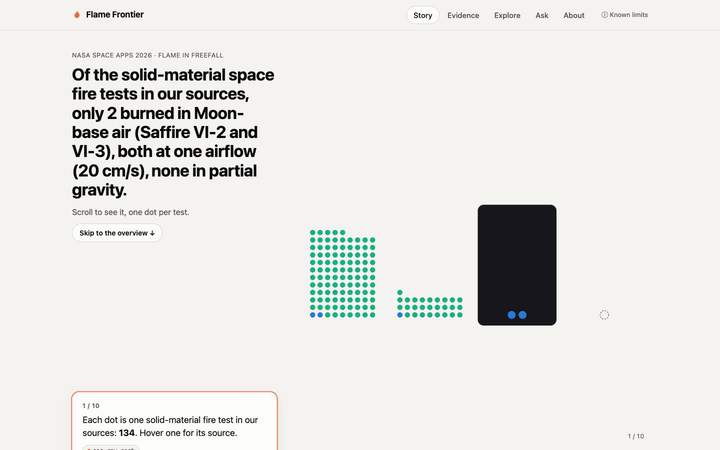 Flame Frontier
Story
Evidence
Explore
Ask
About
ⓘ Known limits
NASA SPACE APPS 2026 · FLAME IN FREEFALL
Of the solid-material space
fire tests in our sources,
only 2 burned in Moon-
base air (Saffire VI-2 and
VI-3), both at one airflow
(20 cm/s), none in partial
gravity.
Scroll to see it, one dot per test.
Skip to the overview ↓
1 / 10
Each dot is one solid-material fire test in our
sources: 134. Hover one for its source.
1 / 10